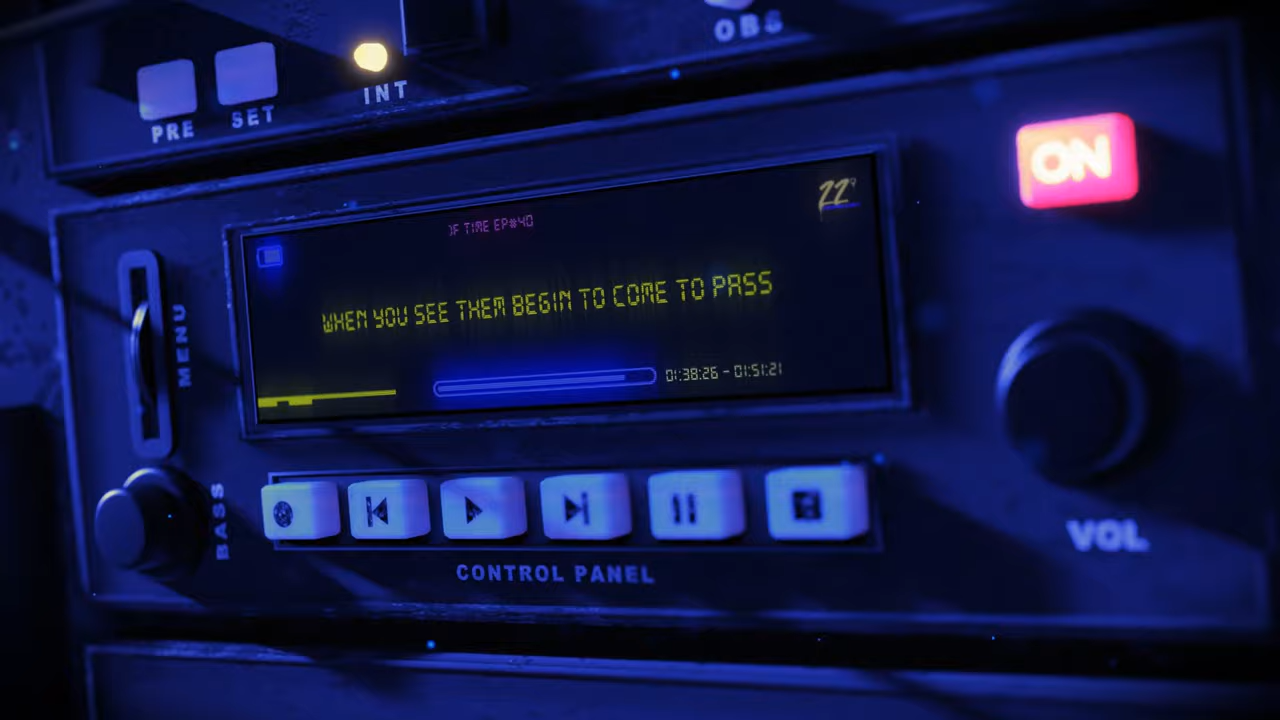 OBS
INT
PRE SET
ON
22°
OF TIME EP#40
WHEN YOU SEE THEM BEGIN TO COME TO PASS
01:38:26 - 01:51:21
MENU
BASS
VOL
CONTROL PANEL